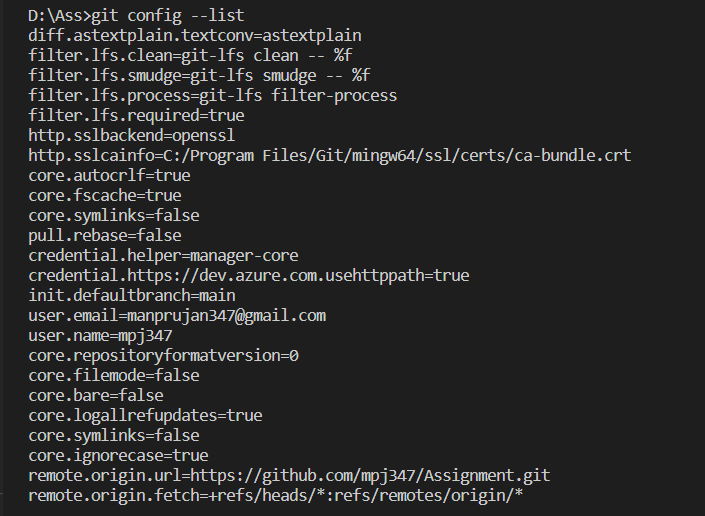 D:\Ass>git config --list
diff.astextplain.textconv=astextplain
filter.lfs.clean=git-lfs clean -- %f
filter.lfs.smudge=git-lfs smudge -- %f
filter.lfs.process=git-lfs filter-process
filter.lfs.required=true
http.sslbackend=openssl
http.sslcainfo=C:/Program Files/Git/mingw64/ssl/certs/ca-bundle.crt
core.autocrlf=true
core.fscache=true
core.symlinks=false
pull.rebase=false
credential.helper=manager-core
credential.https://dev.azure.com.usehttppath=true
init.defaultbranch=main
user.email=manprujan347@gmail.com
user.name=mpj347
core.repositoryformatversion=0
core.filemode=false
core.bare=false
core.logallrefupdates=true
core.symlinks=false
core.ignorecase=true
remote.origin.url=https://github.com/mpj347/Assignment.git
remote.origin.fetch=+refs/heads/*:refs/remotes/origin/*